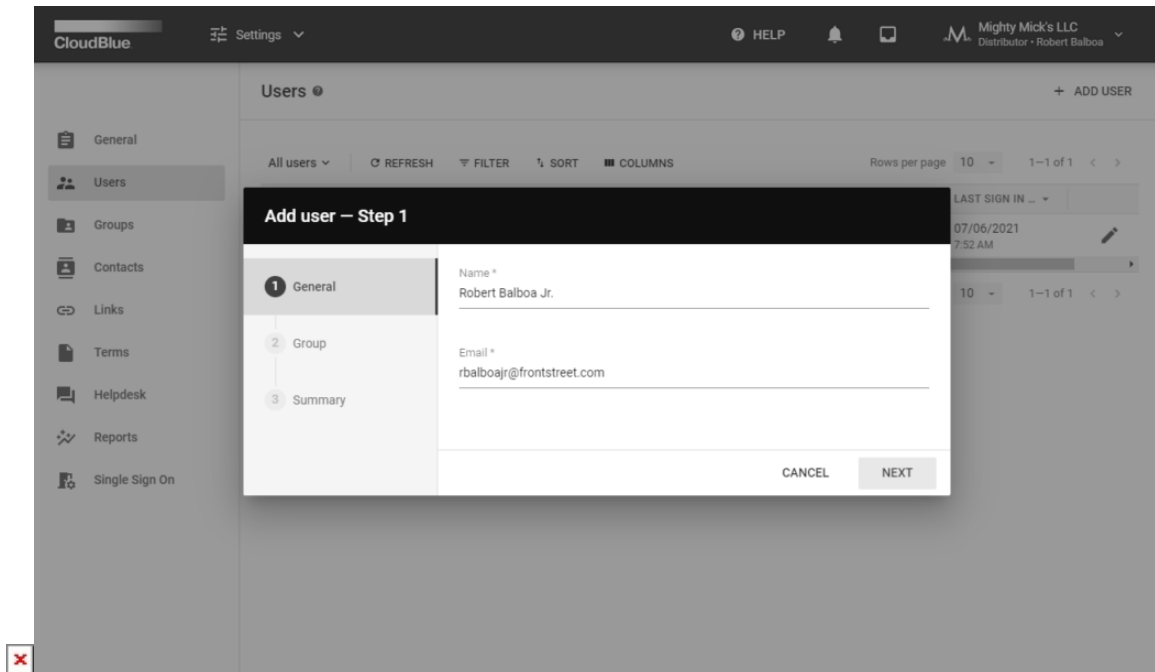 CloudBlue
Settings
HELP
Mighty Mick's LLC
Distributor • Robert Balboa
Users
+ ADD USER
General
Users
Groups
Contacts
Links
Terms
Helpdesk
Reports
Single Sign On
All users
REFRESH
FILTER
SORT
COLUMNS
Rows per page 10
1—1 of 1
LAST SIGN IN ...
07/06/2021
7:52 AM
10
1—1 of 1
Add user — Step 1
1 General
2 Group
3 Summary
Name *
Robert Balboa Jr.
Email *
rbalboajr@frontstreet.com
CANCEL
NEXT